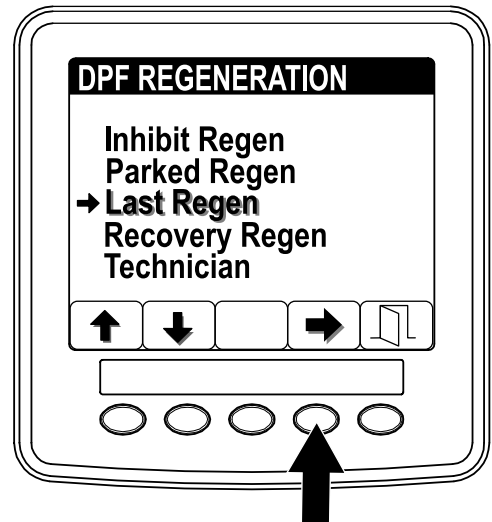 DPF REGENERATION
Inhibit Regen
Parked Regen
Last Regen
Recovery Regen
Technician